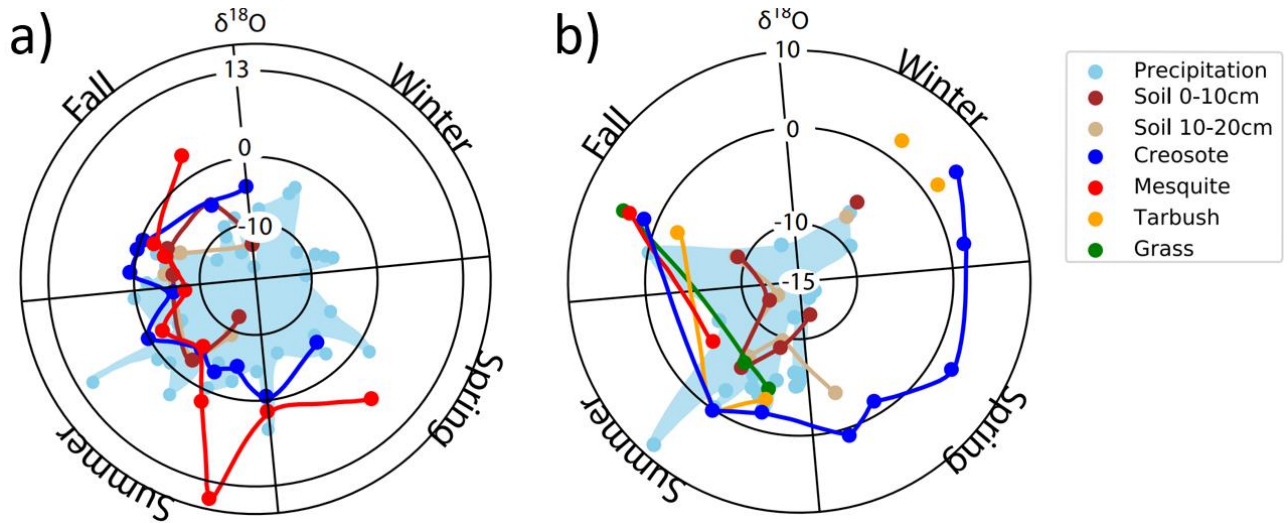 a)
δ18O
13
0
-10
Fall
Winter
Summer
Spring
b)
δ18O
10
0
-10
-15
Fall
Winter
Summer
Spring
Precipitation
Soil 0-10cm
Soil 10-20cm
Creosote
Mesquite
Tarbush
Grass